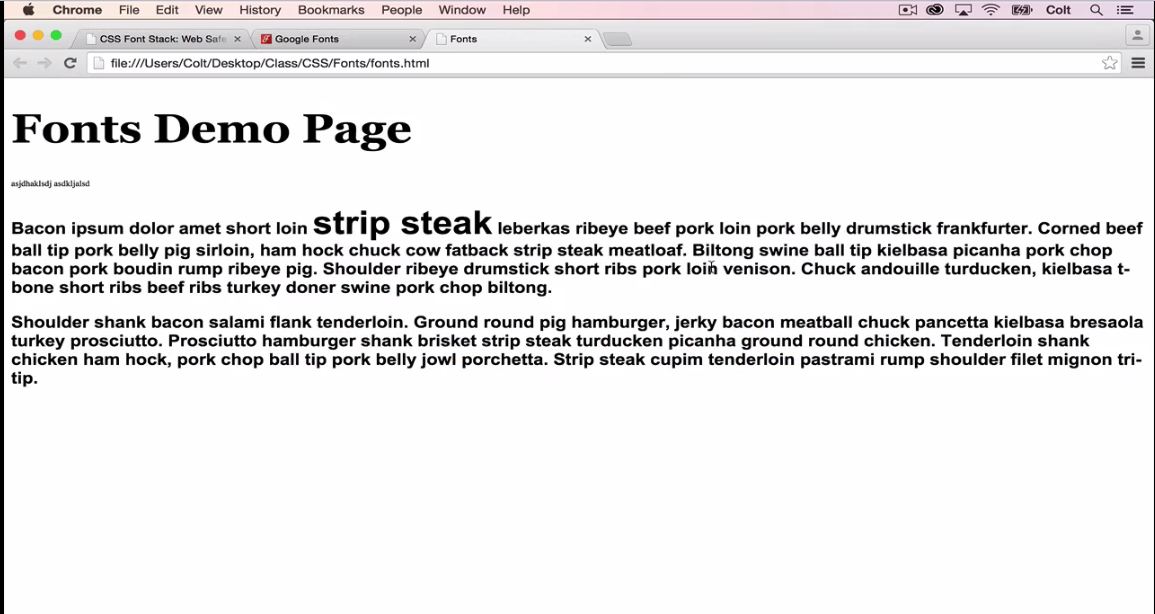 Chrome File Edit View History Bookmarks People Window Help Colt
CSS Font Stack: Web Safe Google Fonts Fonts
file:///Users/Colt/Desktop/Class/CSS/Fonts/fonts.html
Fonts Demo Page
asjdhaklsdj asdkljalsd
Bacon ipsum dolor amet short loin strip steak leberkas ribeye beef pork loin pork belly drumstick frankfurter. Corned beef
ball tip pork belly pig sirloin, ham hock chuck cow fatback strip steak meatloaf. Biltong swine ball tip kielbasa picanha pork chop
bacon pork boudin rump ribeye pig. Shoulder ribeye drumstick short ribs pork loin venison. Chuck andouille turducken, kielbasa t-
bone short ribs beef ribs turkey doner swine pork chop biltong.
Shoulder shank bacon salami flank tenderloin. Ground round pig hamburger, jerky bacon meatball chuck pancetta kielbasa bresaola
turkey prosciutto. Prosciutto hamburger shank brisket strip steak turducken picanha ground round chicken. Tenderloin shank
chicken ham hock, pork chop ball tip pork belly jowl porchetta. Strip steak cupim tenderloin pastrami rump shoulder filet mignon tri-
tip.